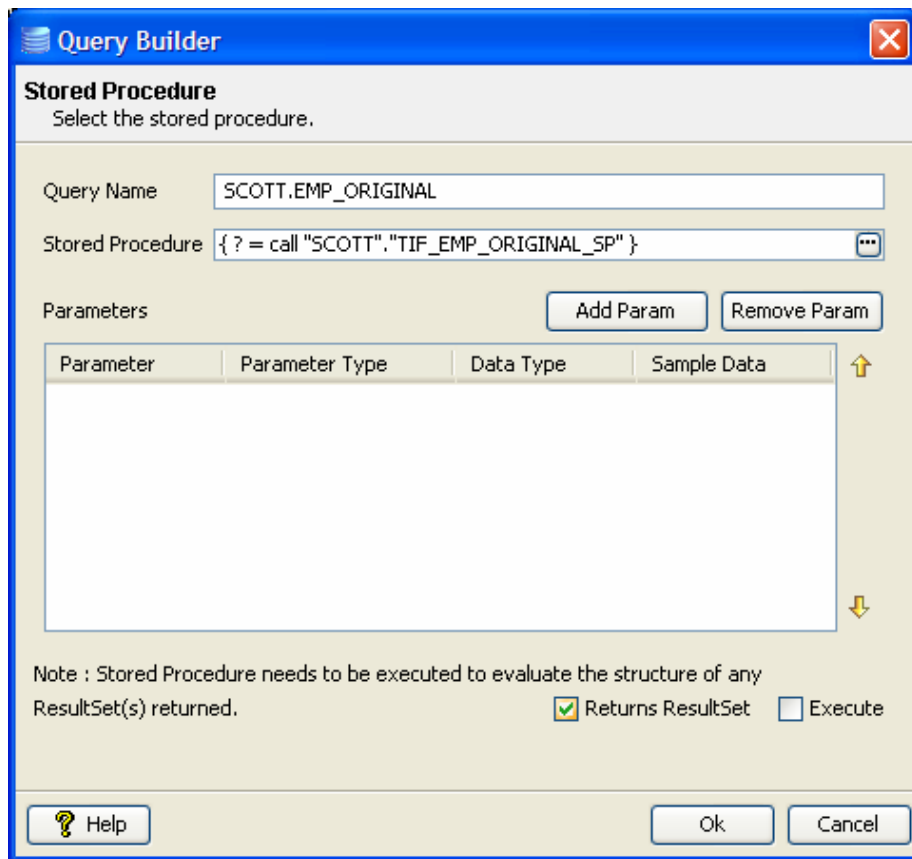 Query Builder
Stored Procedure
Select the stored procedure.
Query Name SCOTT.EMP_ORIGINAL
Stored Procedure { ? = call "SCOTT"."TIF_EMP_ORIGINAL_SP" }
Parameters Add Param Remove Param
Parameter Parameter Type Data Type Sample Data
Note : Stored Procedure needs to be executed to evaluate the structure of any
ResultSet(s) returned. Returns ResultSet Execute
? Help Ok Cancel